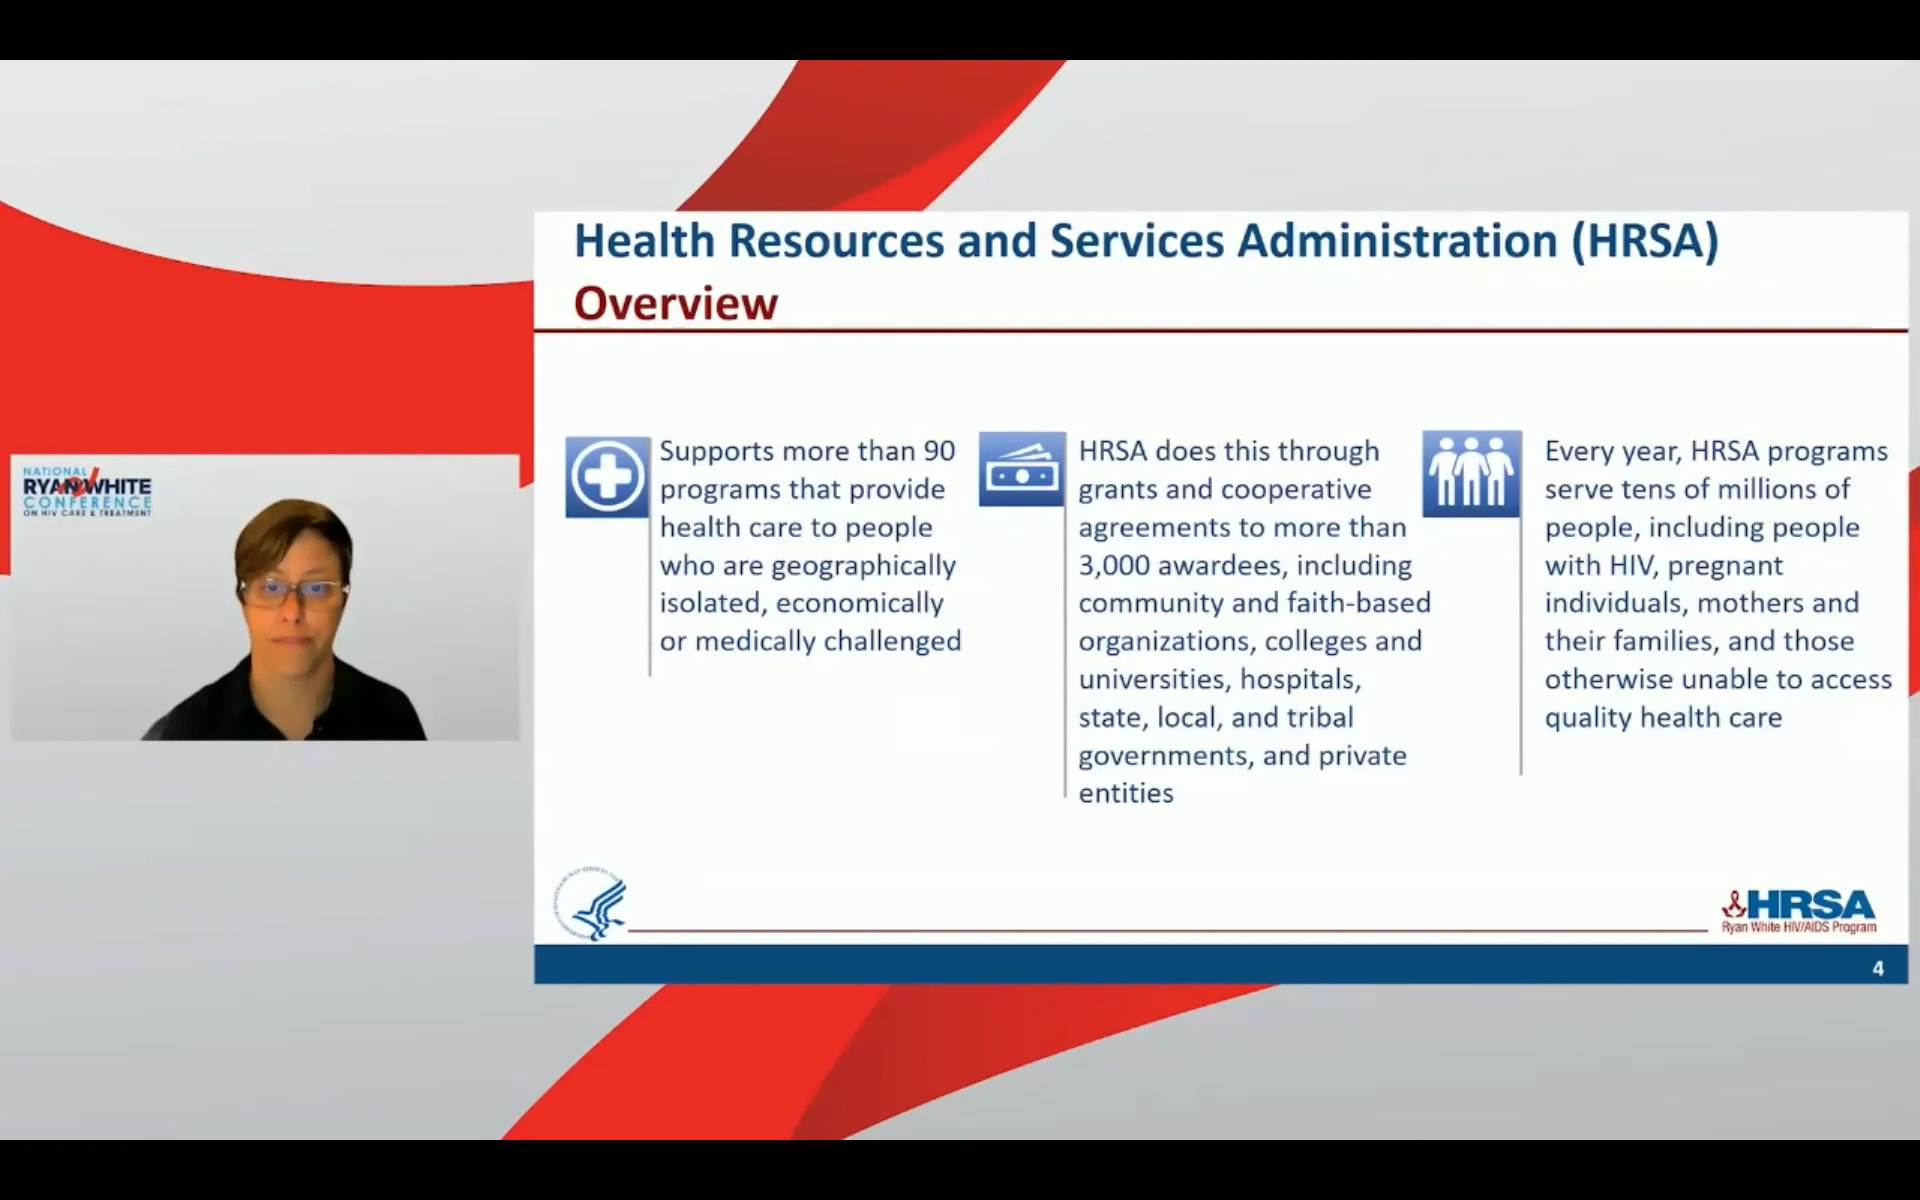 NATIONAL
RYAN WHITE
CONFERENCE
ON HIV CARE & TREATMENT
Health Resources and Services Administration (HRSA)
Overview
Supports more than 90
programs that provide
health care to people
who are geographically
isolated, economically
or medically challenged
HRSA does this through
grants and cooperative
agreements to more than
3,000 awardees, including
community and faith-based
organizations, colleges and
universities, hospitals,
state, local, and tribal
governments, and private
entities
Every year, HRSA programs
serve tens of millions of
people, including people
with HIV, pregnant
individuals, mothers and
their families, and those
otherwise unable to access
quality health care
HRSA
Ryan White HIV/AIDS Program
4